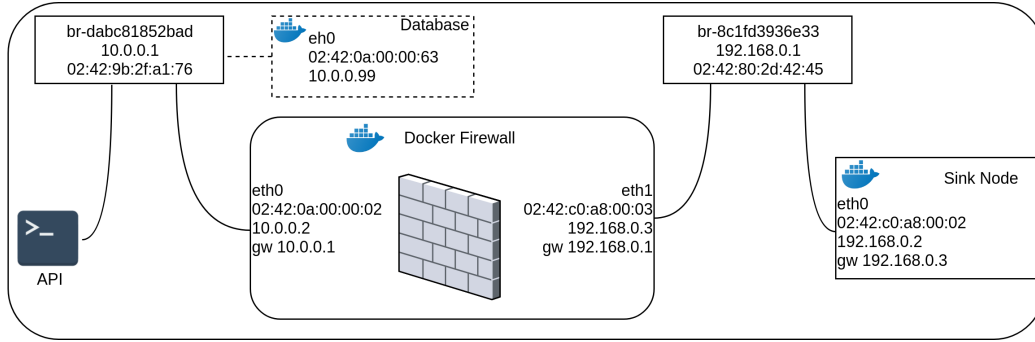 br-dabc81852bad
10.0.0.1
02:42:9b:2f:a1:76
Database
eth0
02:42:0a:00:00:63
10.0.0.99
br-8c1fd3936e33
192.168.0.1
02:42:80:2d:42:45
Docker Firewall
eth0
02:42:0a:00:00:02
10.0.0.2
gw 10.0.0.1
eth1
02:42:c0:a8:00:03
192.168.0.3
gw 192.168.0.1
Sink Node
eth0
02:42:c0:a8:00:02
192.168.0.2
gw 192.168.0.3
>_
API